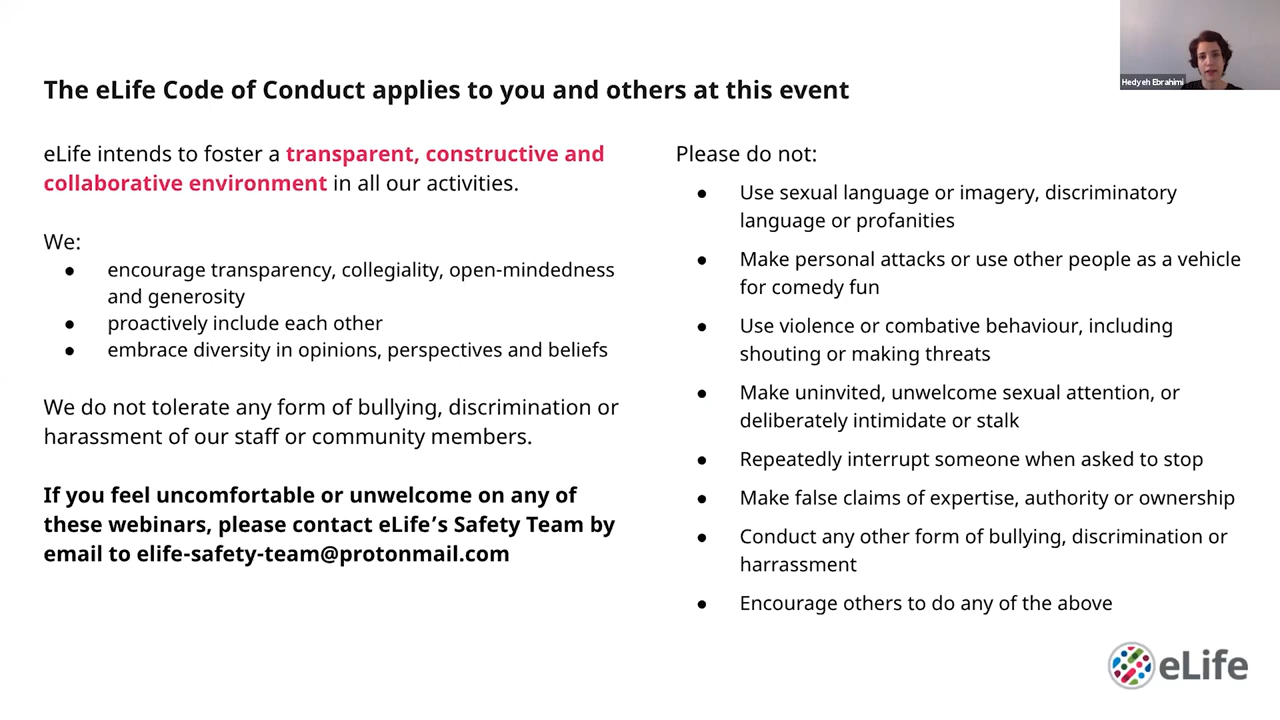 Hedyeh Ebrahimi
The eLife Code of Conduct applies to you and others at this event
eLife intends to foster a transparent, constructive and
collaborative environment in all our activities.
We:
● encourage transparency, collegiality, open-mindedness
and generosity
● proactively include each other
● embrace diversity in opinions, perspectives and beliefs
We do not tolerate any form of bullying, discrimination or
harassment of our staff or community members.
If you feel uncomfortable or unwelcome on any of
these webinars, please contact eLife’s Safety Team by
email to elife-safety-team@protonmail.com
Please do not:
● Use sexual language or imagery, discriminatory
language or profanities
● Make personal attacks or use other people as a vehicle
for comedy fun
● Use violence or combative behaviour, including
shouting or making threats
● Make uninvited, unwelcome sexual attention, or
deliberately intimidate or stalk
● Repeatedly interrupt someone when asked to stop
● Make false claims of expertise, authority or ownership
● Conduct any other form of bullying, discrimination or
harrassment
● Encourage others to do any of the above
eLife